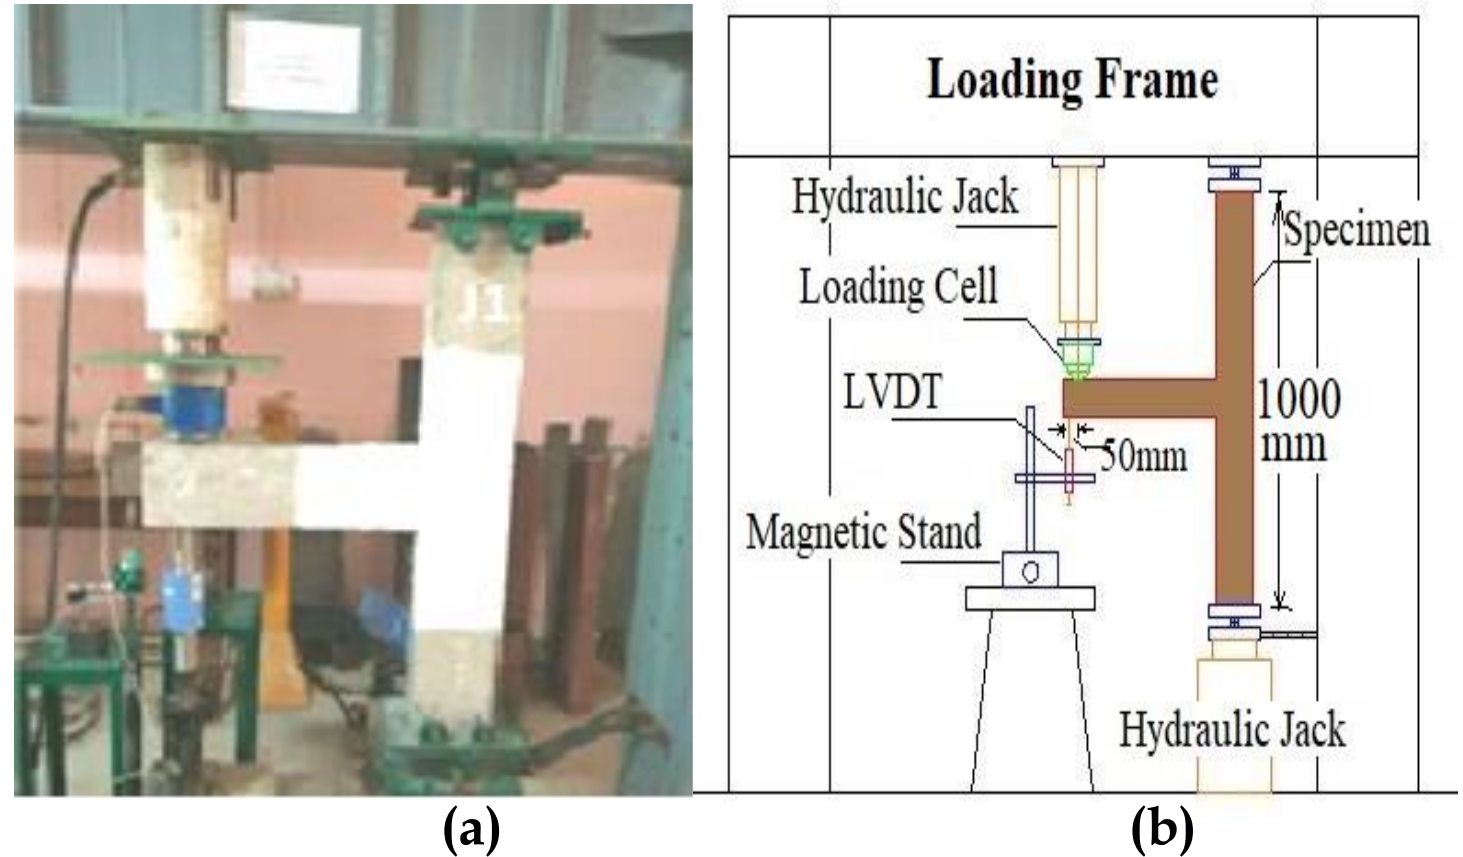 J1
Loading Frame
Hydraulic Jack
Specimen
Loading Cell
LVDT
1000
mm
50mm
Magnetic Stand
Hydraulic Jack
(a)
(b)